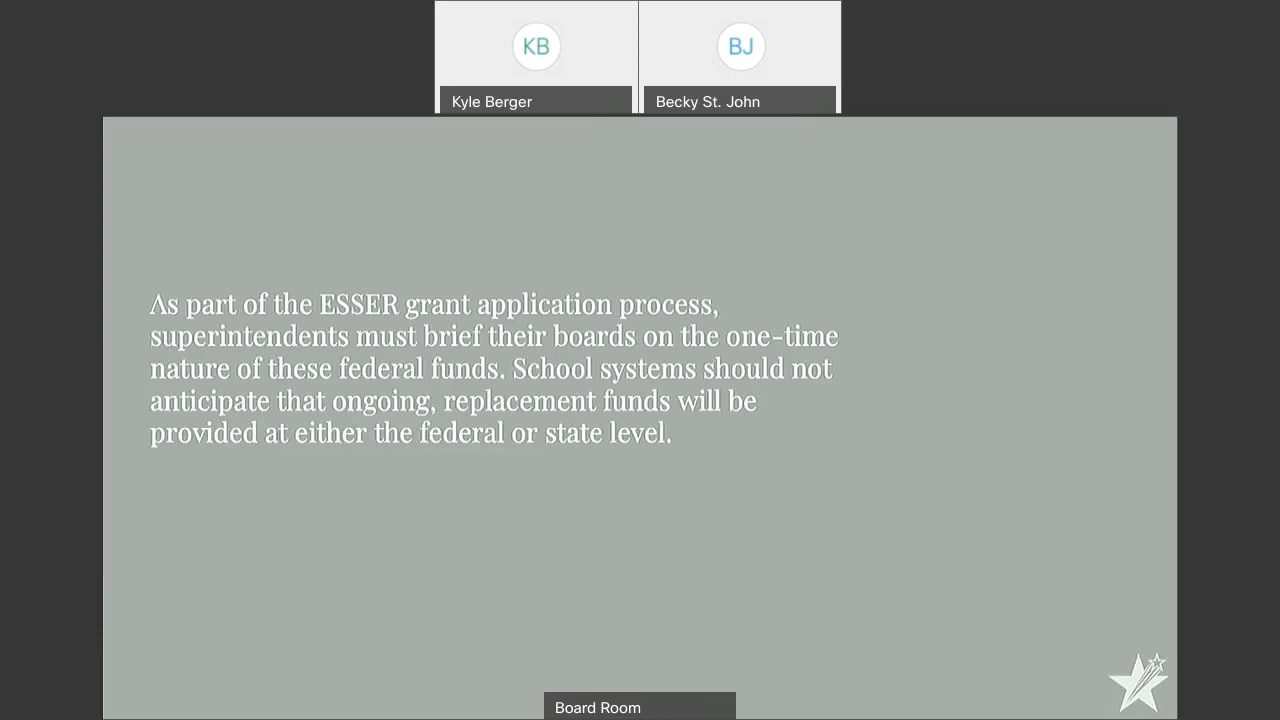 KB
BJ
Kyle Berger
Becky St. John
As part of the ESSER grant application process,
superintendents must brief their boards on the one-time
nature of these federal funds. School systems should not
anticipate that ongoing, replacement funds will be
provided at either the federal or state level.
Board Room